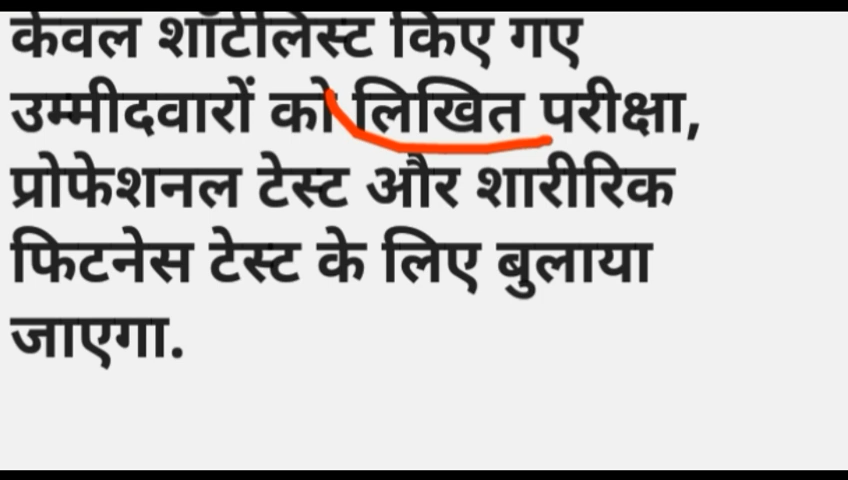 केवल शॉर्टलिस्ट किए गए
उम्मीदवारों को लिखित परीक्षा,
प्रोफेशनल टेस्ट और शारीरिक
फिटनेस टेस्ट के लिए बुलाया
जाएगा.